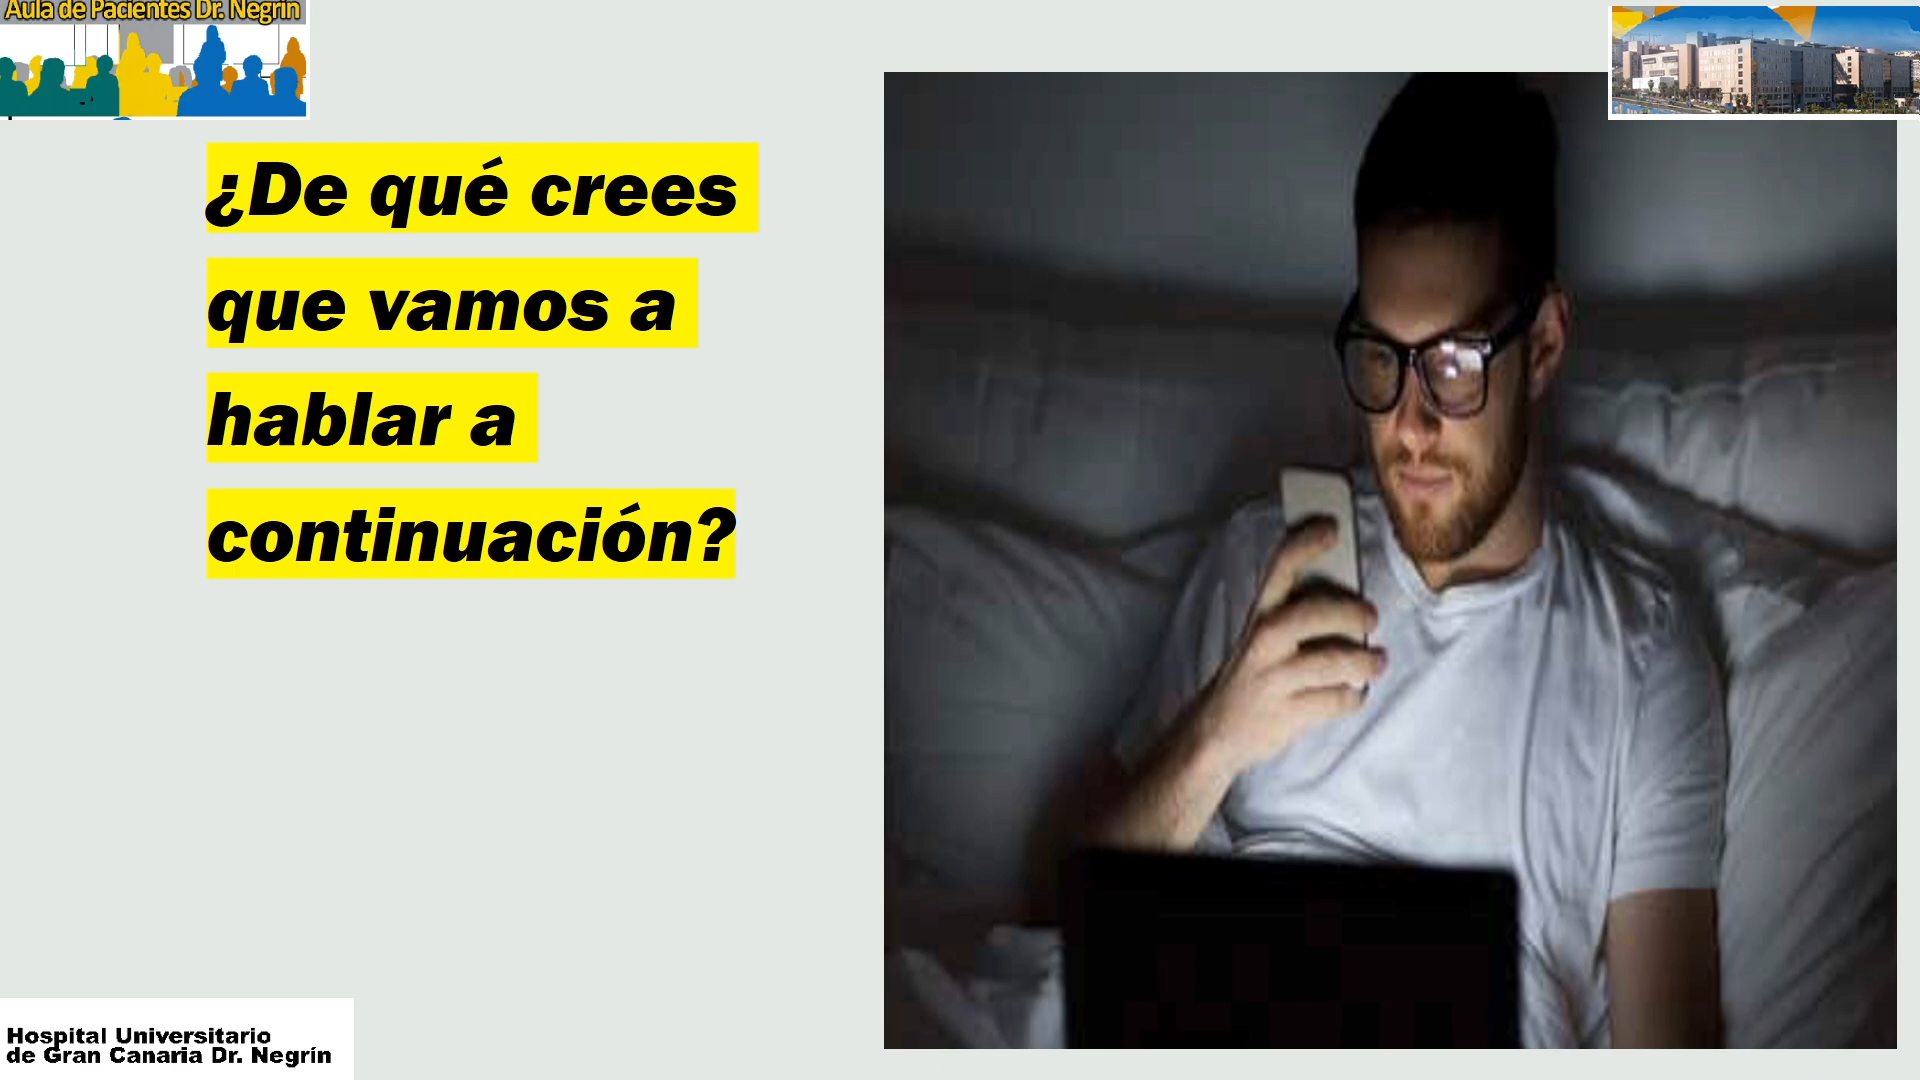 Aula de Pacientes Dr. Negrín
¿De qué crees
que vamos a
hablar a
continuación?
Hospital Universitario
de Gran Canaria Dr. Negrín